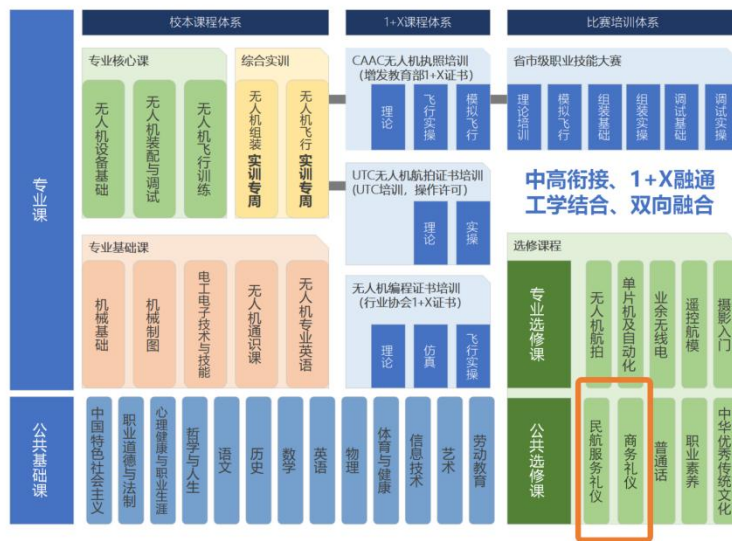 校本课程体系
1+X课程体系
比赛培训体系
专业课
专业核心课
无人机设备基础
无人机装配与调试
无人机飞行训练
综合实训
无人机组装实训专周
无人机飞行实训专周
CAAC无人机执照培训
(增发教育部1+X证书)
理论
飞行实操
模拟飞行
省市级职业技能大赛
理论培训
模拟飞行
组装基础
组装实操
调试基础
调试实操
UTC无人机航拍证书培训
(UTC培训，操作许可)
理论
实操
中高衔接、1+X融通
工学结合、双向融合
专业基础课
机械基础
机械制图
电工电子技术与技能
无人机通识课
无人机专业英语
无人机编程证书培训
(行业协会1+X证书)
理论
仿真
飞行实操
选修课程
专业选修课
无人机航拍
单片机及自动化
业余无线电
遥控航模
摄影入门
公共基础课
中国特色社会主义
职业道德与法制
心理健康与职业生涯
哲学与人生
语文
历史
数学
英语
物理
体育与健康
信息技术
艺术
劳动教育
公共选修课
民航服务礼仪
商务礼仪
普通话
职业素养
中华优秀传统文化